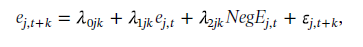 e_{j,t+k} = λ_{0jk} + λ_{1jk}e_{j,t} + λ_{2jk}NegE_{j,t} + ε_{j,t+k},